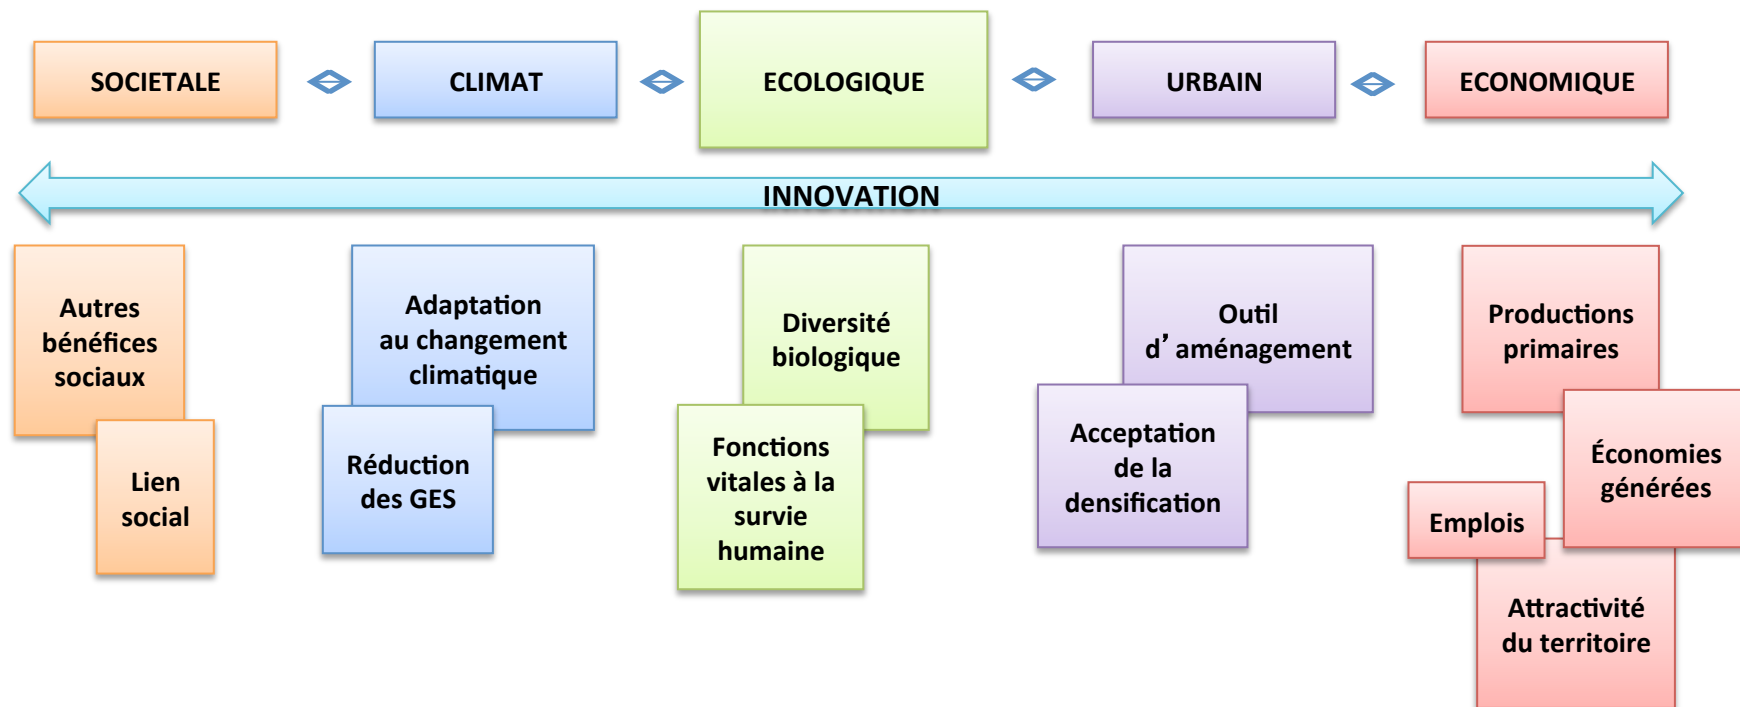 SOCIETALE
CLIMAT
ECOLOGIQUE
URBAIN
ECONOMIQUE
INNOVATION
Autres
bénéfices
sociaux
Lien
social
Adaptation
au changement
climatique
Réduction
des GES
Diversité
biologique
Fonctions
vitales à la
survie
humaine
Outil
d’ aménagement
Acceptation
de la
densification
Productions
primaires
Économies
générées
Emplois
Attractivité
du territoire